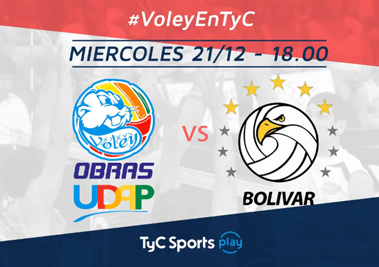 #VoleyEnTyC
MIERCOLES 21/12 - 18.00
Voley
VS
OBRAS
UDAP
BOLIVAR
TyC Sports play